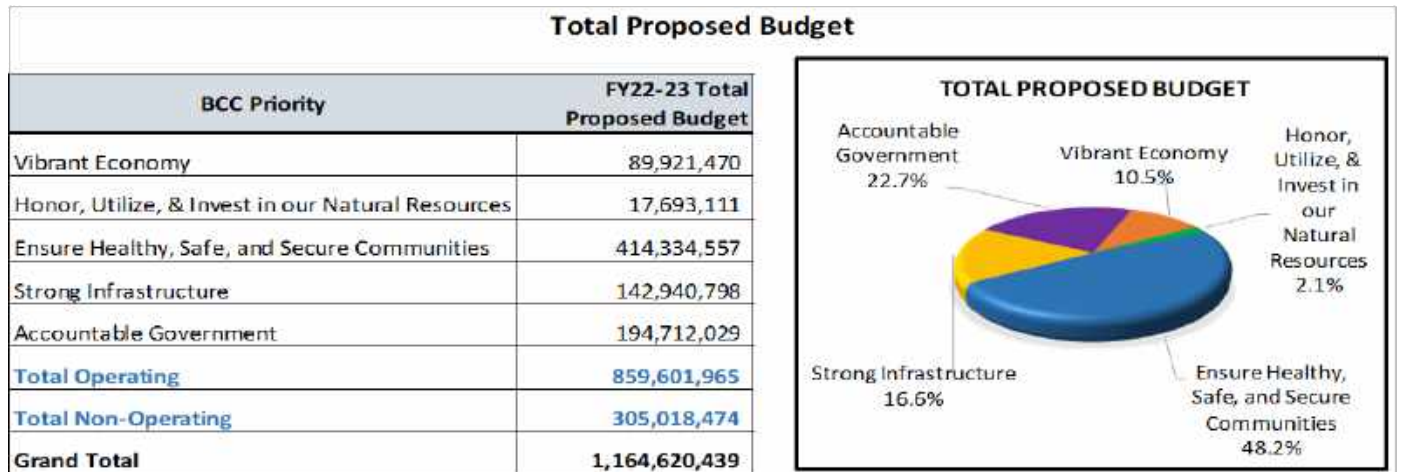 Total Proposed Budget
BCC Priority
FY22-23 Total
Proposed Budget
Vibrant Economy 89,921,470
Honor, Utilize, & Invest in our Natural Resources 17,693,111
Ensure Healthy, Safe, and Secure Communities 414,334,557
Strong Infrastructure 142,940,798
Accountable Government 194,712,029
Total Operating 859,601,965
Total Non-Operating 305,018,474
Grand Total 1,164,620,439
TOTAL PROPOSED BUDGET
Accountable
Government
22.7%
Vibrant Economy
10.5%
Honor,
Utilize, &
Invest in
our
Natural
Resources
2.1%
Strong Infrastructure
16.6%
Ensure Healthy,
Safe, and Secure
Communities
48.2%